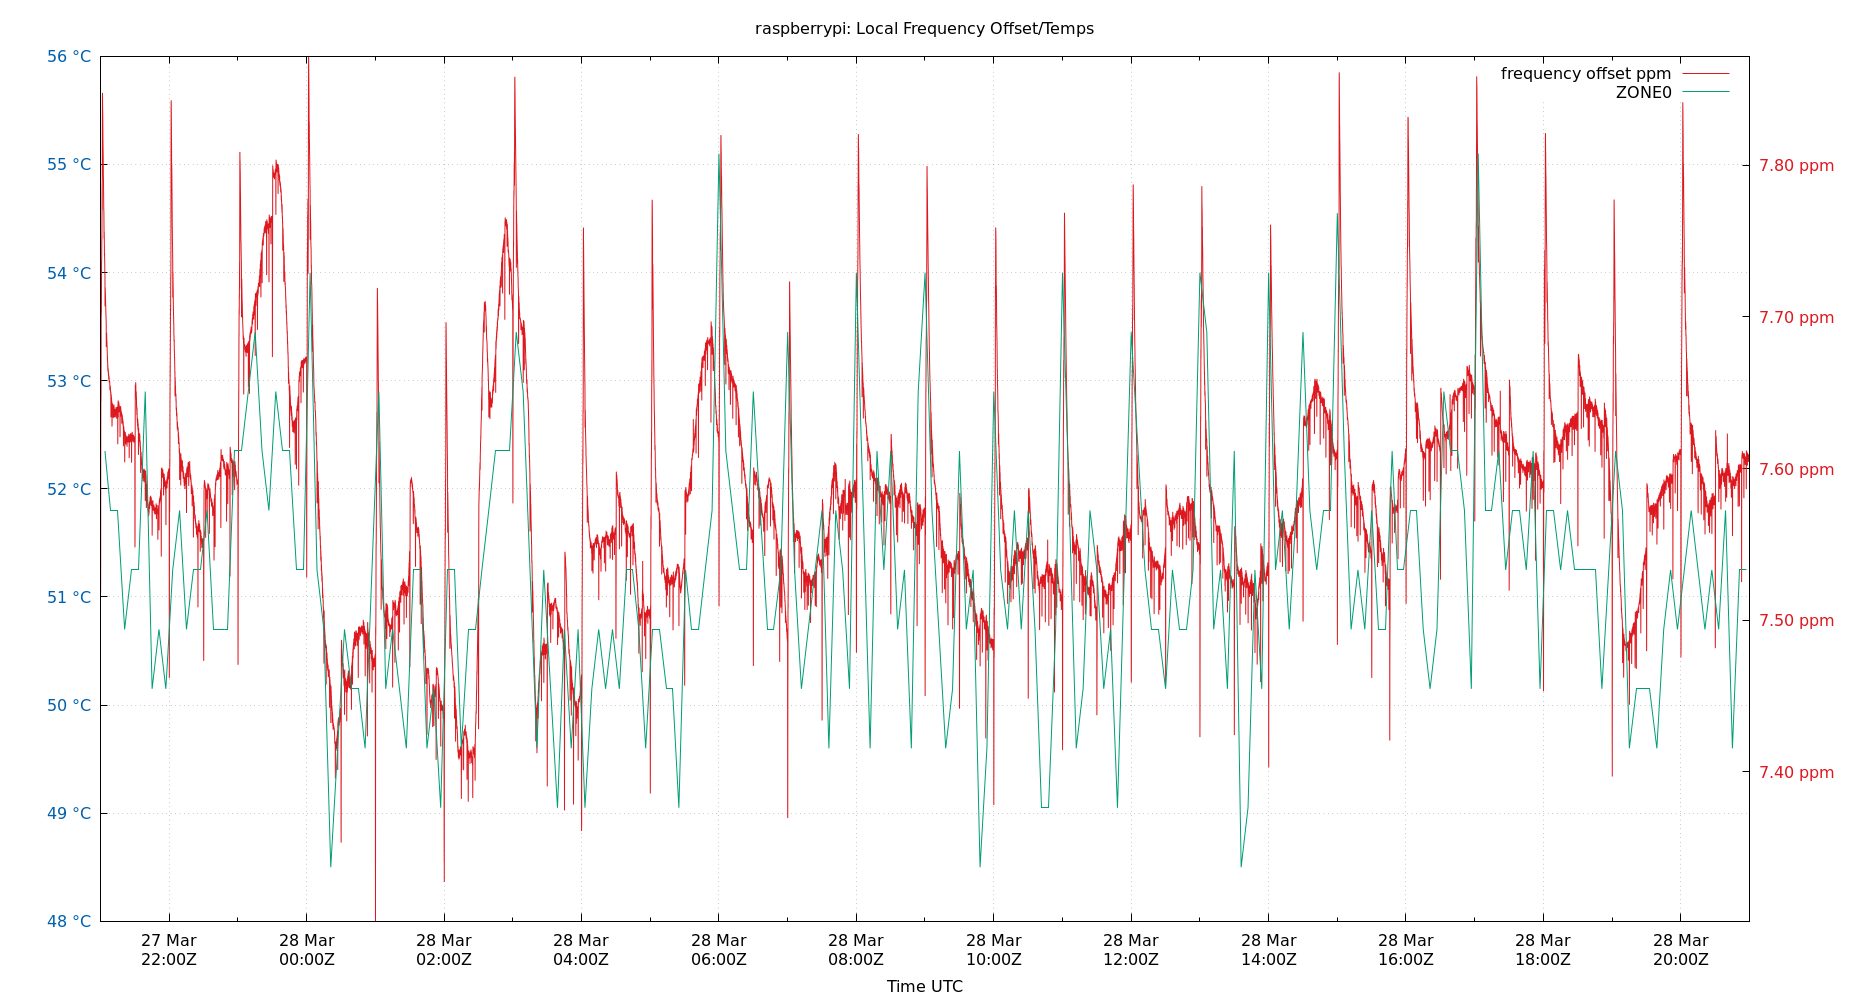 raspberrypi: Local Frequency Offset/Temps
frequency offset ppm
ZONE0
56 °C
55 °C
54 °C
53 °C
52 °C
51 °C
50 °C
49 °C
48 °C
7.80 ppm
7.70 ppm
7.60 ppm
7.50 ppm
7.40 ppm
27 Mar
22:00Z
28 Mar
00:00Z
28 Mar
02:00Z
28 Mar
04:00Z
28 Mar
06:00Z
28 Mar
08:00Z
28 Mar
10:00Z
28 Mar
12:00Z
28 Mar
14:00Z
28 Mar
16:00Z
28 Mar
18:00Z
28 Mar
20:00Z
Time UTC